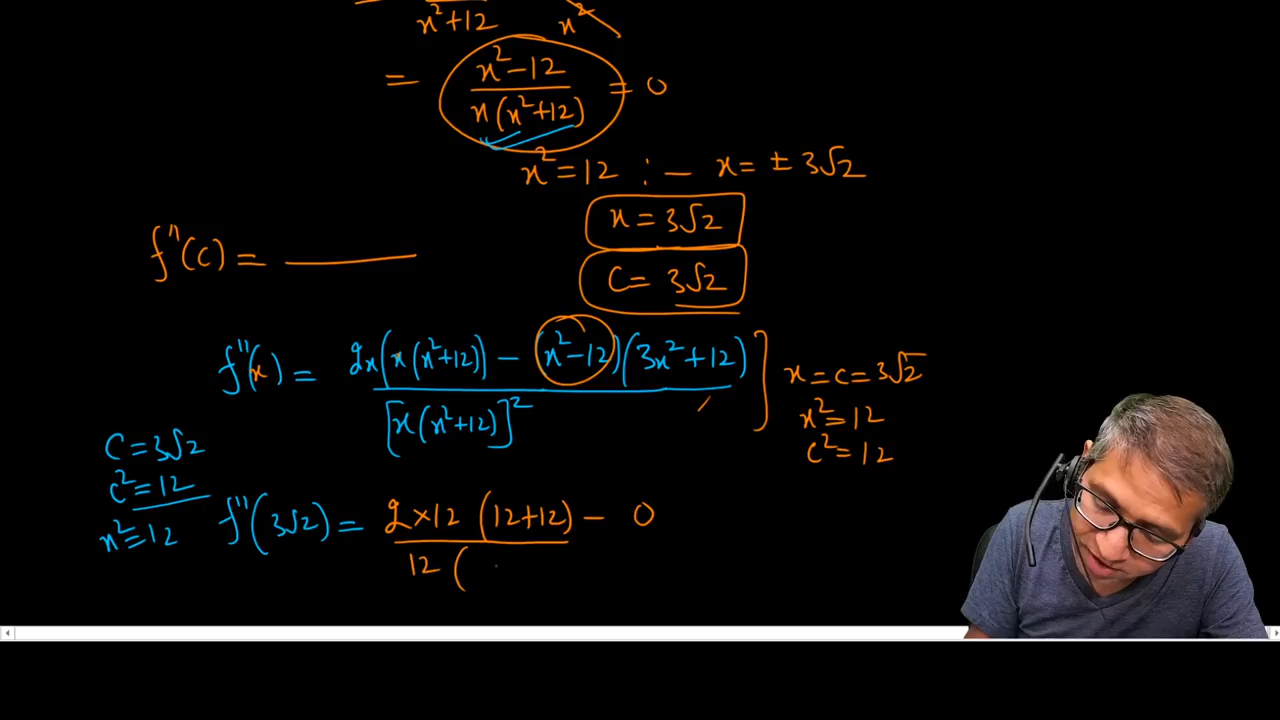 x²+12 x²
= x²-12 / x(x²+12) = 0
x² = 12 :- x = ± 3√2
x = 3√2
f''(c) =
c = 3√2
f''(x) = 2x(x(x²+12)) - (x²-12)(3x²+12) / [x(x²+12)]²
x = c = 3√2
x² = 12
c² = 12
c = 3√2
c² = 12
x² = 12
f''(3√2) = 2×12 (12+12) - 0 / 12 (